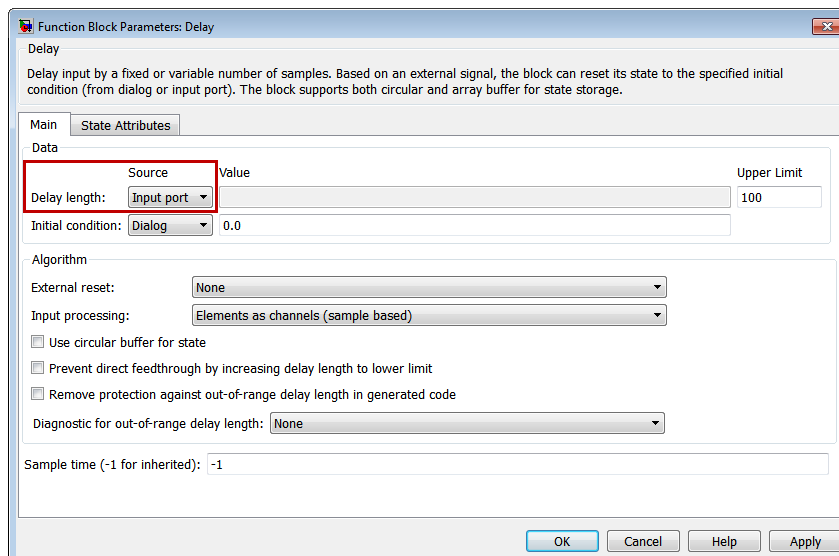 Function Block Parameters: Delay
Delay
Delay input by a fixed or variable number of samples. Based on an external signal, the block can reset its state to the specified initial
condition (from dialog or input port). The block supports both circular and array buffer for state storage.
Main State Attributes
Data
Source Value Upper Limit
Delay length: Input port 100
Initial condition: Dialog 0.0
Algorithm
External reset: None
Input processing: Elements as channels (sample based)
Use circular buffer for state
Prevent direct feedthrough by increasing delay length to lower limit
Remove protection against out-of-range delay length in generated code
Diagnostic for out-of-range delay length: None
Sample time (-1 for inherited): -1
OK Cancel Help Apply